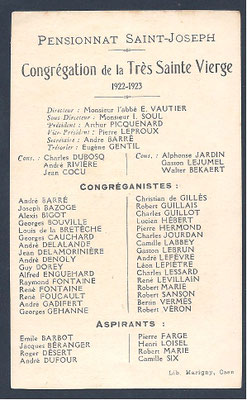 PENSIONNAT SAINT-JOSEPH
Congrégation de la Très Sainte Vierge
1922-1923
Directeur : Monsieur l'abbé E. VAUTIER
Sous Directeur : Monsieur I. SOUL
Président : Arthur PICQUENARD
Vice-Président : Pierre LEPROUX
Secrétaire : André BARRÉ
Trésorier : Eugène GENTIL
Cons. : Charles DUBOSQ
André RIVIÈRE
Jean COCU
Cons. : Alphonse JARDIN
Gaston LEJUMEL
Walter BEKAERT
CONGRÉGANISTES :
André BARRÉ
Joseph BAZOGE
Alexis BIGOT
Georges BOUVILLE
Louis de la BRETÈCHE
Georges CAUCHARD
André DELALANDE
Jean DELAMORINIÈRE
André DENOLY
Guy DOREY
Alfred ENGUEHARD
Raymond FONTAINE
René FONTAINE
René FOUCAULT
André GADIFERT
Georges GEHANNE
Christian de GILLÈS
Robert GUILLAIS
Charles GUILLOT
Lucien HÉBERT
Pierre HERMOND
Charles JOURDAN
Camille LABBEY
Gaston LEBRUN
André LEFÈVRE
Léon LEPIÈTRE
Charles LESSARD
René LEVILLAIN
Robert MARIE
Robert SANSON
Bernis VERMÈS
Robert VÉRON
ASPIRANTS :
Emile BARBOT
Jacques BÉRANGER
Roger DÉSERT
André DUFOUR
Pierre FARGE
Henri LOISEL
Robert MARIE
Camille SIX
Lib. Marigny, Caen